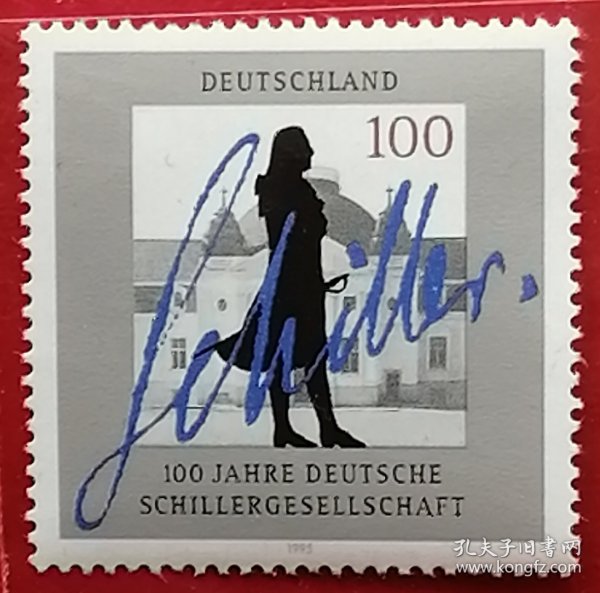 DEUTSCHLAND
100
Schiller.
100 JAHRE DEUTSCHE
SCHILLERGESELLSCHAFT
1995
孔夫子旧书网
www.kongfz.com